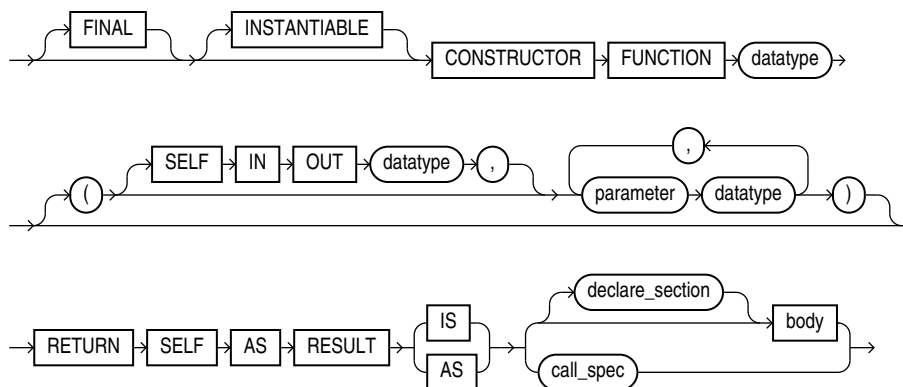 FINAL INSTANTIABLE
CONSTRUCTOR FUNCTION datatype
,
SELF IN OUT datatype ,
( parameter datatype )
declare_section
IS
body
RETURN SELF AS RESULT
AS call_spec